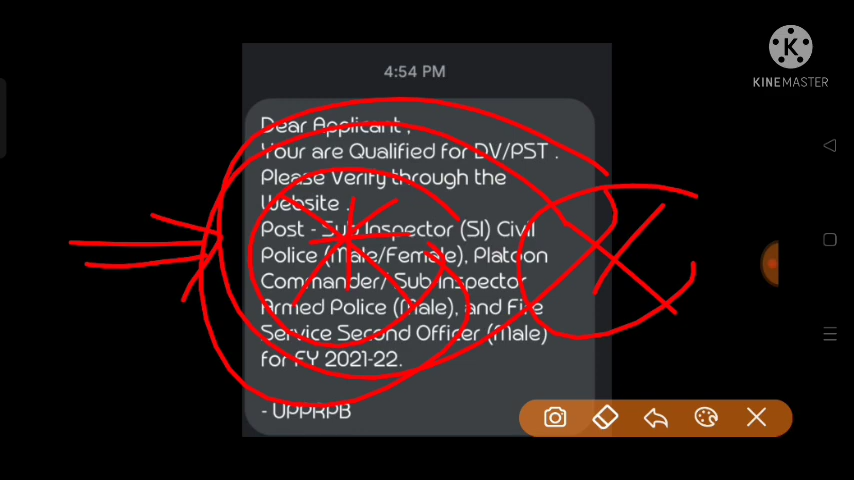 4:54 PM
K
KINEMASTER
Dear Applicant ,
Your are Qualified for DV/PST .
Please Verify through the
Website .
Post - Sub Inspector (SI) Civil
Police (Male/Female), Platoon
Commander/ Sub Inspector
Armed Police (Male), and Fire
Service Second Officer (Male)
for FY 2021-22.
- UPPRPB